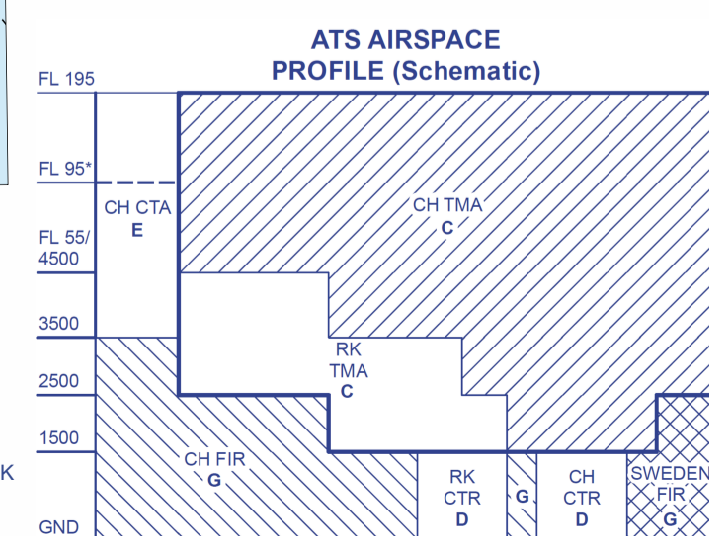 ATS AIRSPACE
PROFILE (Schematic)
FL 195
FL 95*
CH CTA
E
CH TMA
C
FL 55/
4500
3500
RK
TMA
C
2500
1500
CH FIR
G
K
RK
CTR
D
G
CH
CTR
D
SWEDEN
FIR
G
GND